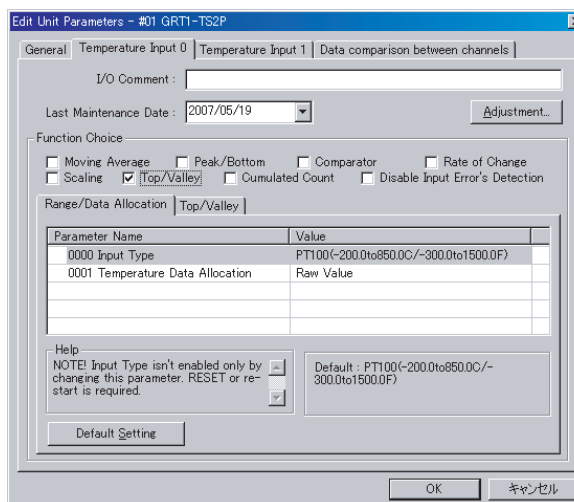 Edit Unit Parameters - #01 GRT1-TS2P
General Temperature Input 0 Temperature Input 1 Data comparison between channels
I/O Comment :
Last Maintenance Date : 2007/05/19 Adjustment...
Function Choice
Moving Average Peak/Bottom Comparator Rate of Change
Scaling Top/Valley Cumulated Count Disable Input Error's Detection
Range/Data Allocation Top/Valley
Parameter Name Value
0000 Input Type PT100(-200.0to850.0C/-300.0to1500.0F)
0001 Temperature Data Allocation Raw Value
Help
NOTE! Input Type isn't enabled only by
changing this parameter. RESET or re-
start is required.
Default : PT100(-200.0to850.0C/-
300.0to1500.0F)
Default Setting
OK キャンセル